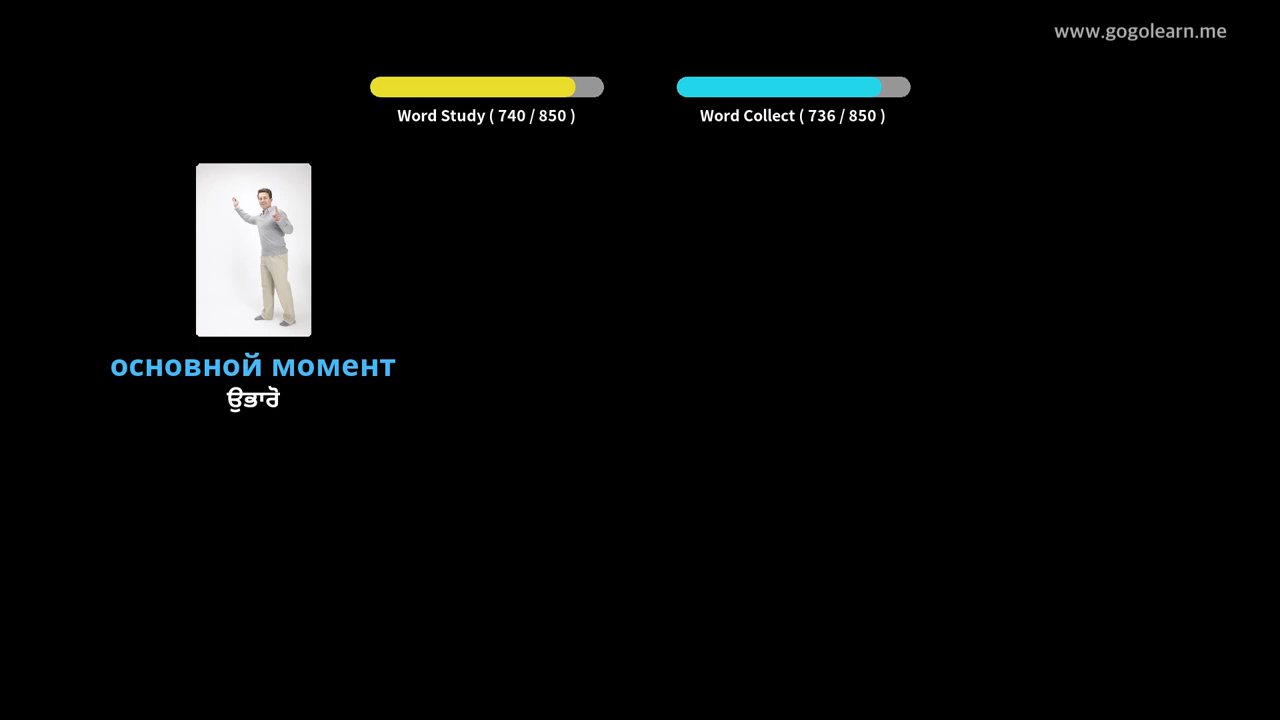 www.gogolearn.me
Word Study ( 740 / 850 )
Word Collect ( 736 / 850 )
основной момент
ਉਭਾਰੋ